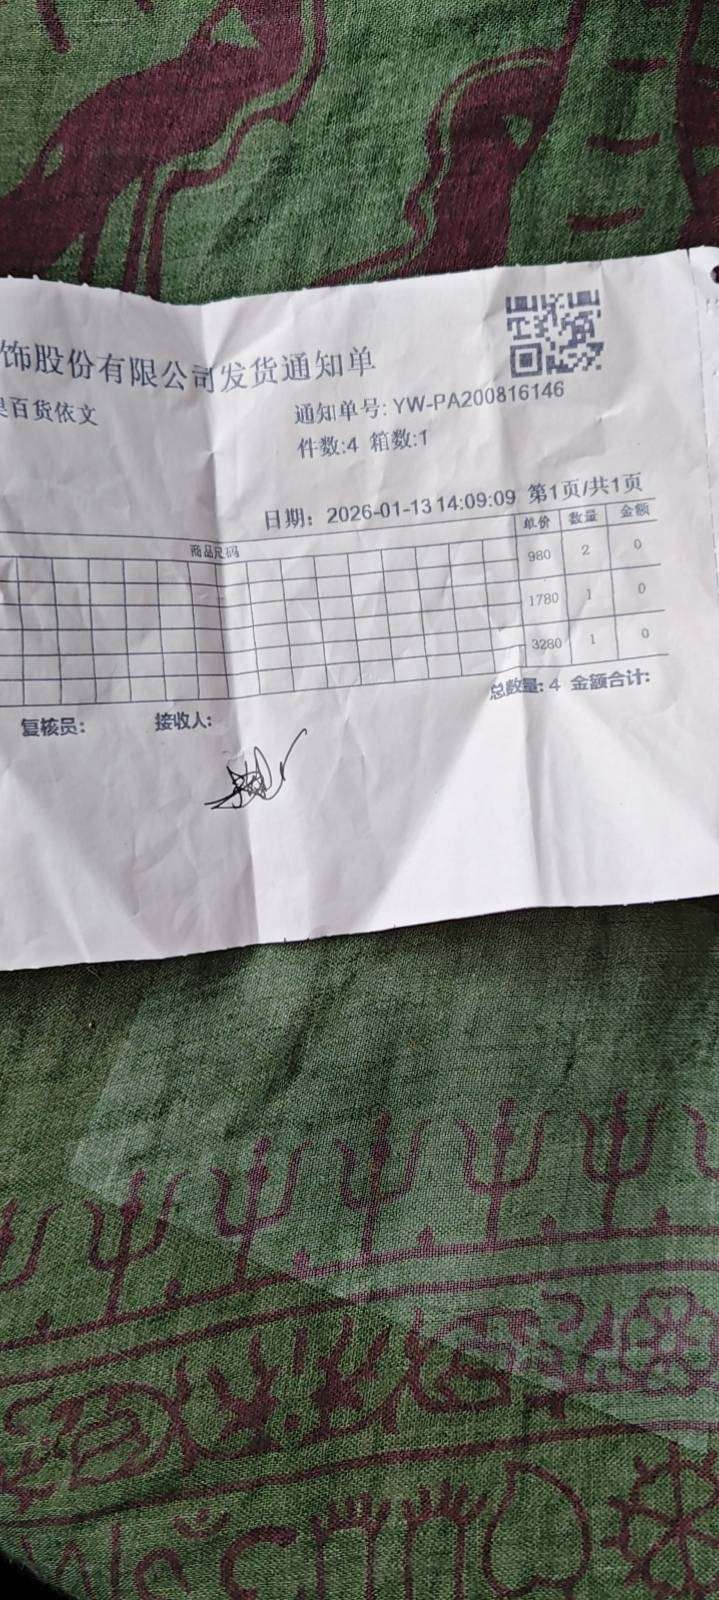 饰股份有限公司发货通知单
百货依文
通知单号: YW-PA200816146
件数:4 箱数:1
日期: 2026-01-13 14:09:09 第1页/共1页
商品尺码 单价 数量 金额
980 2 0
1780 1 0
3280 1 0
总数量: 4 金额合计:
复核员: 接收人: